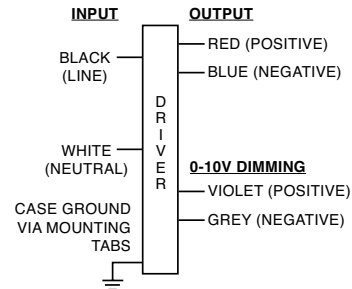 INPUT
BLACK
(LINE)
WHITE
(NEUTRAL)
CASE GROUND
VIA MOUNTING
TABS
DRIVER
OUTPUT
RED (POSITIVE)
BLUE (NEGATIVE)
0-10V DIMMING
VIOLET (POSITIVE)
GREY (NEGATIVE)